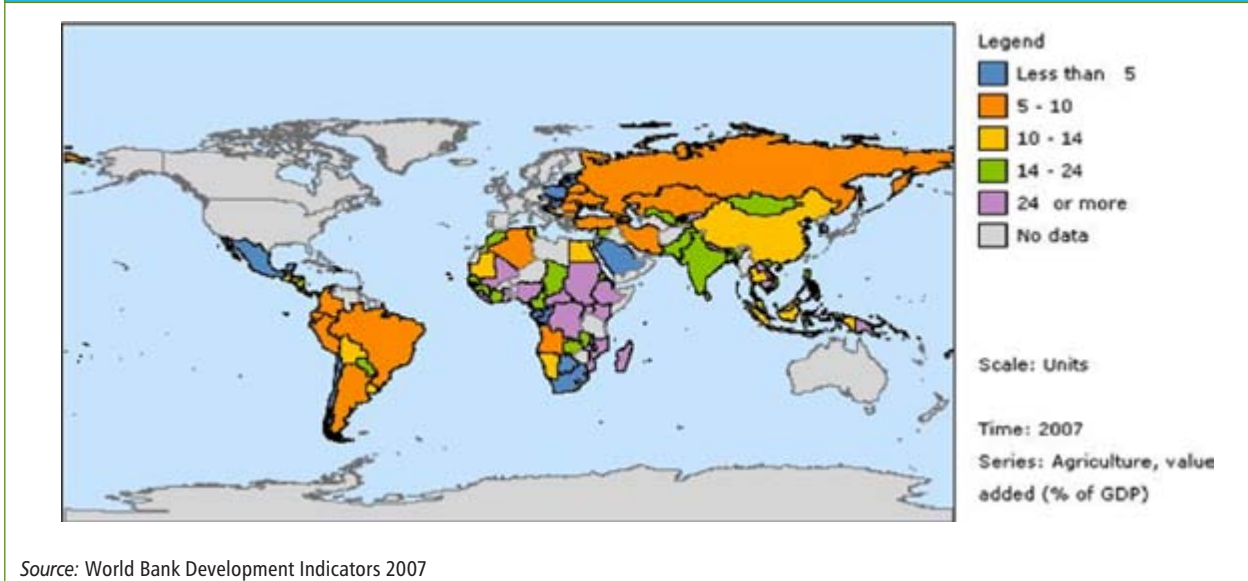 Legend
Less than 5
5 - 10
10 - 14
14 - 24
24 or more
No data
Scale: Units
Time: 2007
Series: Agriculture, value
added (% of GDP)
Source: World Bank Development Indicators 2007